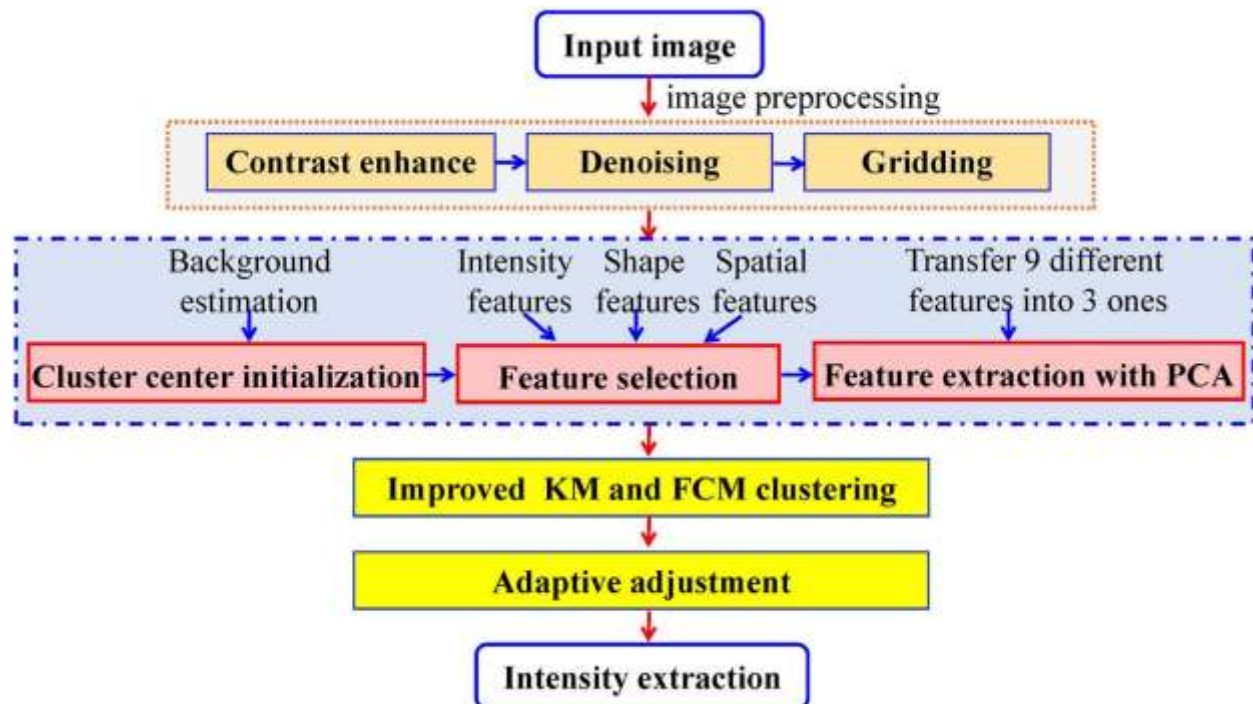 Input image
image preprocessing
Contrast enhance
Denoising
Gridding
Background
estimation
Intensity
features
Shape
features
Spatial
features
Transfer 9 different
features into 3 ones
Cluster center initialization
Feature selection
Feature extraction with PCA
Improved KM and FCM clustering
Adaptive adjustment
Intensity extraction